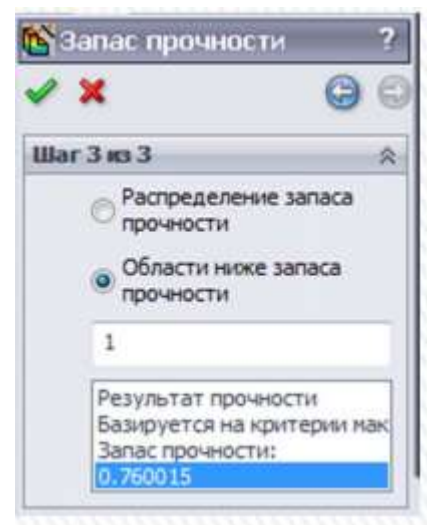 Запас прочности ?
Шаг 3 из 3
Распределение запаса
прочности
Области ниже запаса
прочности
1
Результат прочности
Базируется на критерии мак
Запас прочности:
0.760015